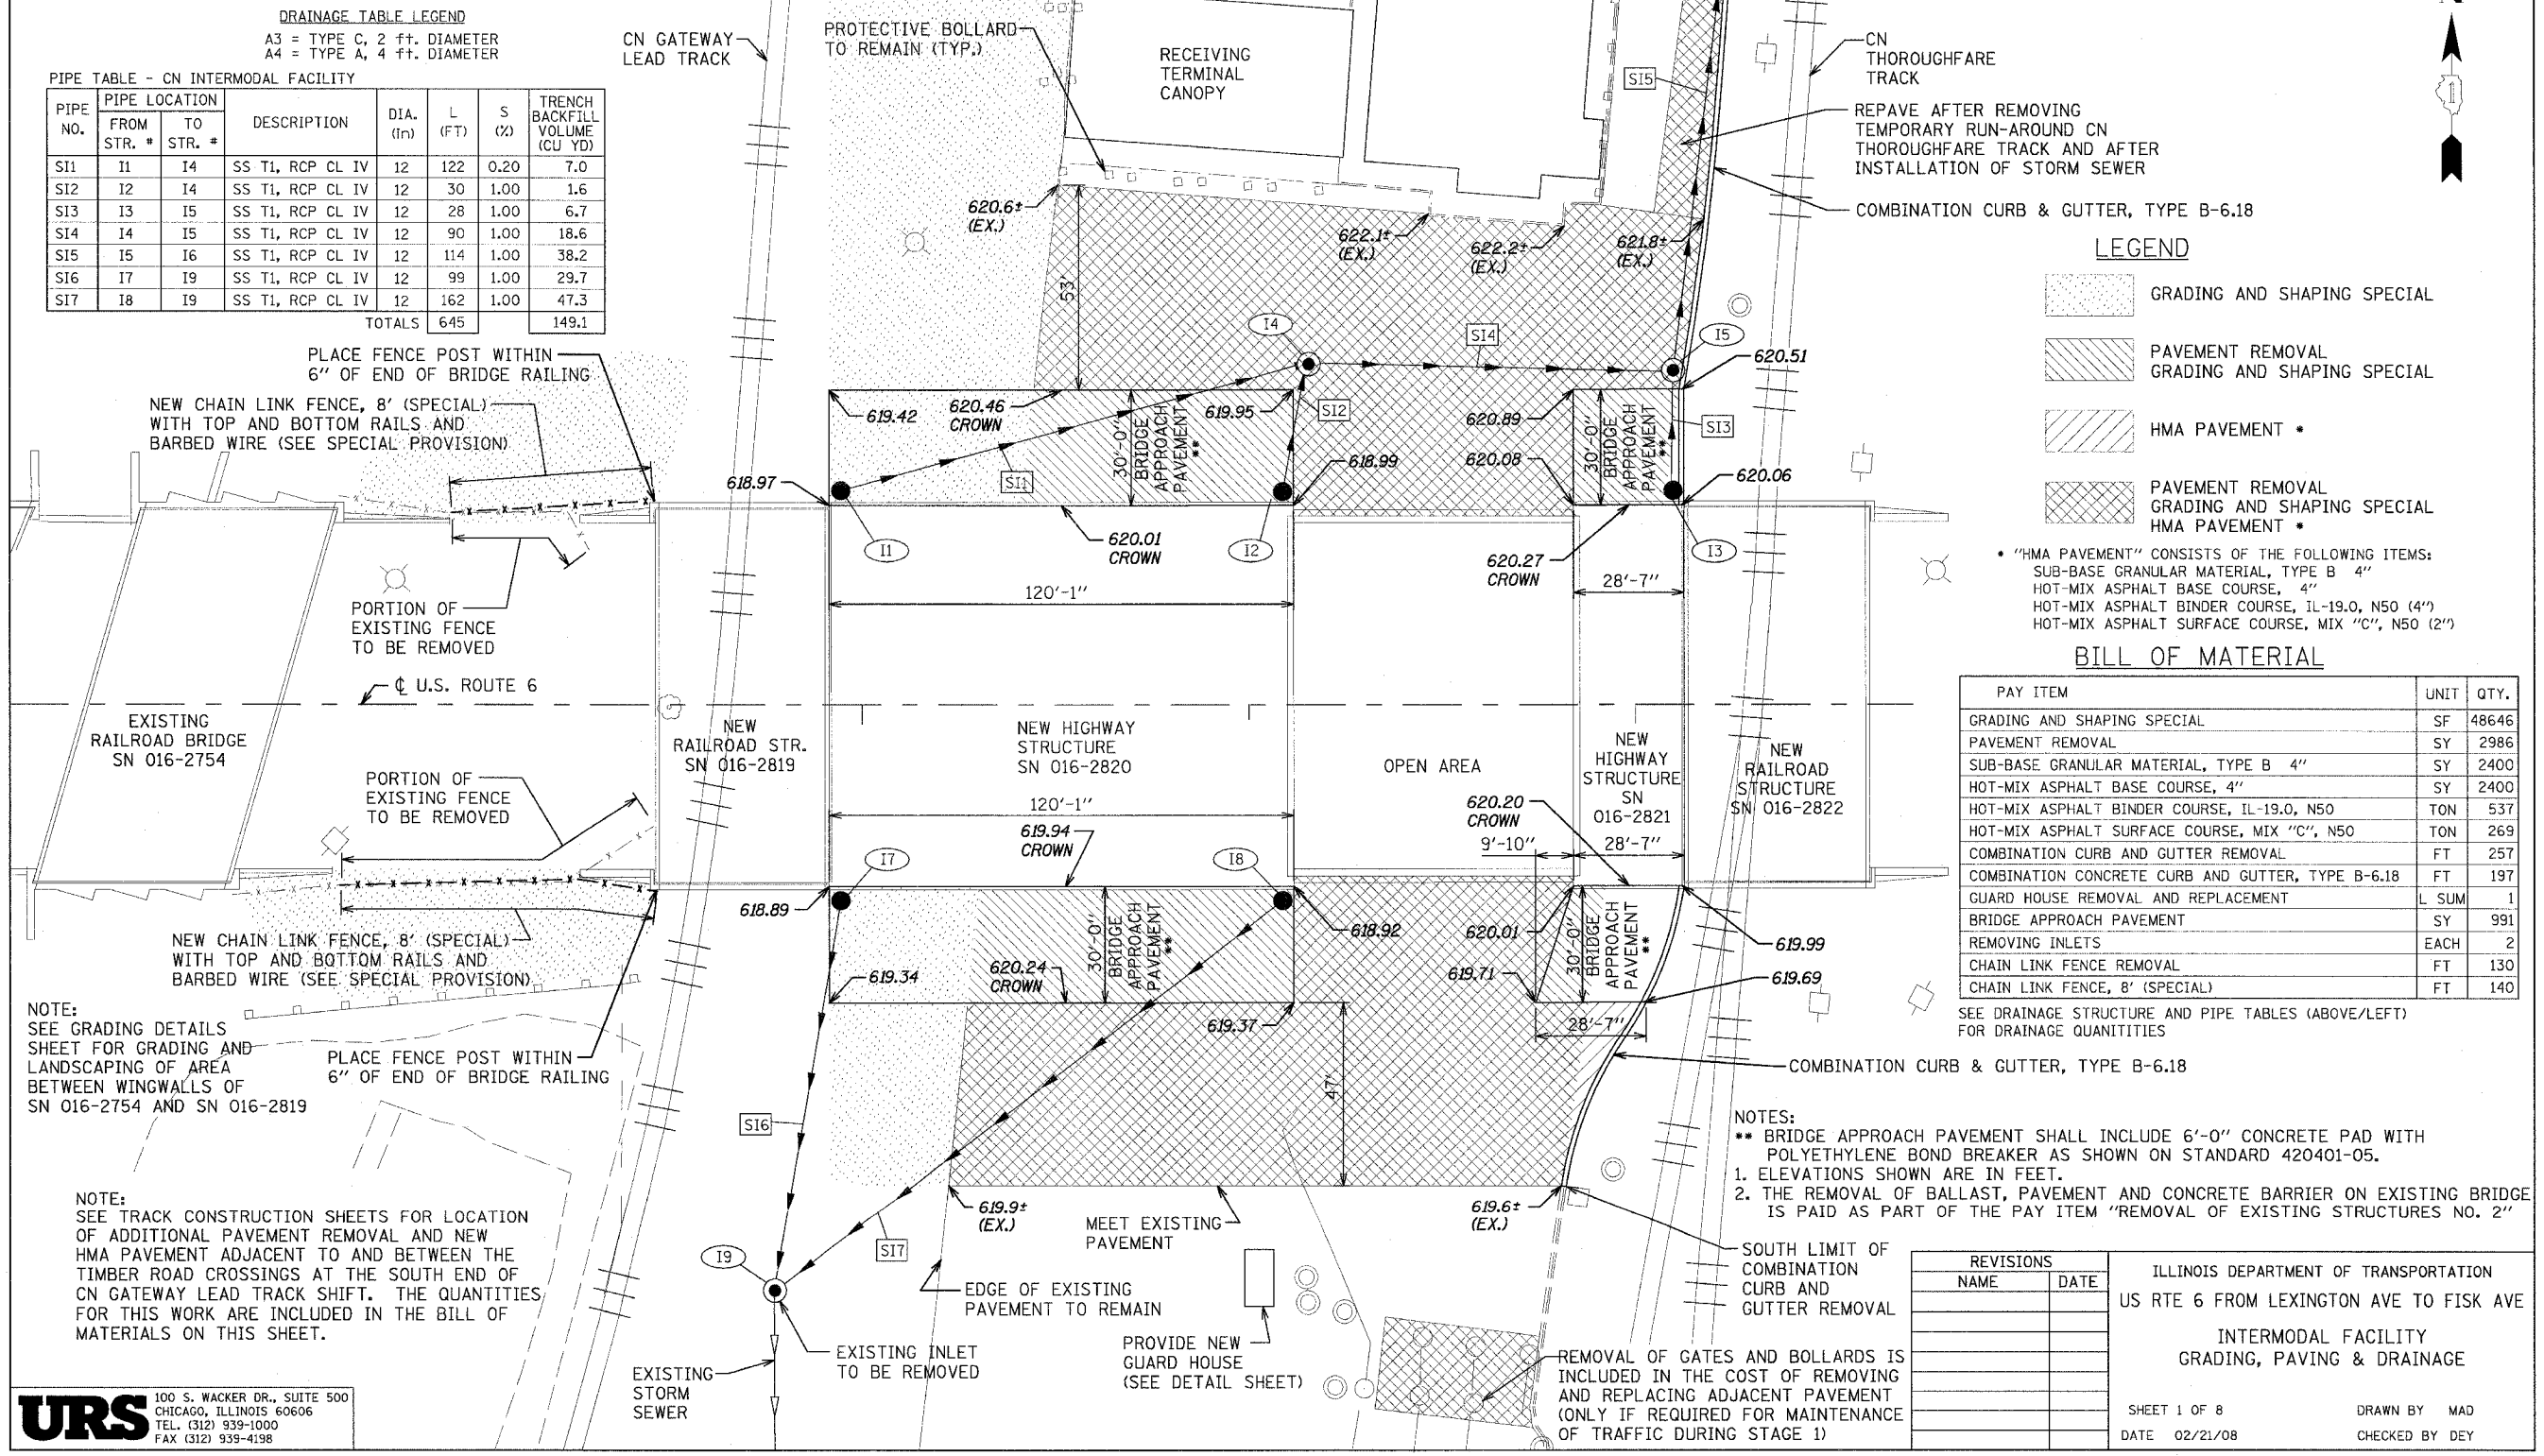 DRAINAGE TABLE LEGEND
A3 = TYPE C, 2 ft. DIAMETER
A4 = TYPE A, 4 ft. DIAMETER
PIPE TABLE - CN INTERMODAL FACILITY
PIPE NO. | PIPE LOCATION FROM STR. # | TO STR. # | DESCRIPTION | DIA. (In) | L (FT) | S (%) | TRENCH BACKFILL VOLUME (CU YD)
SI1 I1 I4 SS T1, RCP CL IV 12 122 0.20 7.0
SI2 I2 I4 SS T1, RCP CL IV 12 30 1.00 1.6
SI3 I3 I5 SS T1, RCP CL IV 12 28 1.00 6.7
SI4 I4 I5 SS T1, RCP CL IV 12 90 1.00 18.6
SI5 I5 I6 SS T1, RCP CL IV 12 114 1.00 38.2
SI6 I7 I9 SS T1, RCP CL IV 12 99 1.00 29.7
SI7 I8 I9 SS T1, RCP CL IV 12 162 1.00 47.3
TOTALS 645 149.1
CN GATEWAY
LEAD TRACK
PROTECTIVE BOLLARD
TO REMAIN (TYP.)
RECEIVING
TERMINAL
CANOPY
SI5
CN
THOROUGHFARE
TRACK
REPAVE AFTER REMOVING
TEMPORARY RUN-AROUND CN
THOROUGHFARE TRACK AND AFTER
INSTALLATION OF STORM SEWER
COMBINATION CURB & GUTTER, TYPE B-6.18
620.6±
(EX.)
622.1±
(EX.)
622.2±
(EX.)
621.8±
(EX.)
53'
I4
SI4
I5
620.51
LEGEND
GRADING AND SHAPING SPECIAL
PAVEMENT REMOVAL
GRADING AND SHAPING SPECIAL
HMA PAVEMENT *
PAVEMENT REMOVAL
GRADING AND SHAPING SPECIAL
HMA PAVEMENT *
* "HMA PAVEMENT" CONSISTS OF THE FOLLOWING ITEMS:
SUB-BASE GRANULAR MATERIAL, TYPE B 4"
HOT-MIX ASPHALT BASE COURSE, 4"
HOT-MIX ASPHALT BINDER COURSE, IL-19.0, N50 (4")
HOT-MIX ASPHALT SURFACE COURSE, MIX "C", N50 (2")
PLACE FENCE POST WITHIN
6" OF END OF BRIDGE RAILING
NEW CHAIN LINK FENCE, 8' (SPECIAL)
WITH TOP AND BOTTOM RAILS AND
BARBED WIRE (SEE SPECIAL PROVISION)
619.42
620.46
CROWN
30'-0"
BRIDGE
APPROACH
PAVEMENT
**
619.95
SI2
620.89
30'-0"
BRIDGE
APPROACH
PAVEMENT
**
SI3
618.97
SI1
618.99
620.08
620.06
I1
620.01
CROWN
I2
620.27
CROWN
I3
120'-1"
28'-7"
PORTION OF
EXISTING FENCE
TO BE REMOVED
℄ U.S. ROUTE 6
EXISTING
RAILROAD BRIDGE
SN 016-2754
NEW
RAILROAD STR.
SN 016-2819
NEW HIGHWAY
STRUCTURE
SN 016-2820
OPEN AREA
NEW
HIGHWAY
STRUCTURE
SN
016-2821
NEW
RAILROAD
STRUCTURE
SN 016-2822
BILL OF MATERIAL
PAY ITEM UNIT QTY.
GRADING AND SHAPING SPECIAL SF 48646
PAVEMENT REMOVAL SY 2986
SUB-BASE GRANULAR MATERIAL, TYPE B 4" SY 2400
HOT-MIX ASPHALT BASE COURSE, 4" SY 2400
HOT-MIX ASPHALT BINDER COURSE, IL-19.0, N50 TON 537
HOT-MIX ASPHALT SURFACE COURSE, MIX "C", N50 TON 269
COMBINATION CURB AND GUTTER REMOVAL FT 257
COMBINATION CONCRETE CURB AND GUTTER, TYPE B-6.18 FT 197
GUARD HOUSE REMOVAL AND REPLACEMENT L SUM 1
BRIDGE APPROACH PAVEMENT SY 991
REMOVING INLETS EACH 2
CHAIN LINK FENCE REMOVAL FT 130
CHAIN LINK FENCE, 8' (SPECIAL) FT 140
SEE DRAINAGE STRUCTURE AND PIPE TABLES (ABOVE/LEFT)
FOR DRAINAGE QUANITITIES
PORTION OF
EXISTING FENCE
TO BE REMOVED
120'-1"
619.94
CROWN
620.20
CROWN
9'-10"
28'-7"
I7
I8
618.89
618.92
620.01
619.99
NEW CHAIN LINK FENCE, 8' (SPECIAL)
WITH TOP AND BOTTOM RAILS AND
BARBED WIRE (SEE SPECIAL PROVISION)
619.34
620.24
CROWN
30'-0"
BRIDGE
APPROACH
PAVEMENT
**
619.37
619.71
30'-0"
BRIDGE
APPROACH
PAVEMENT
**
619.69
28'-7"
47'
NOTE:
SEE GRADING DETAILS
SHEET FOR GRADING AND
LANDSCAPING OF AREA
BETWEEN WINGWALLS OF
SN 016-2754 AND SN 016-2819
PLACE FENCE POST WITHIN
6" OF END OF BRIDGE RAILING
COMBINATION CURB & GUTTER, TYPE B-6.18
SI6
NOTES:
** BRIDGE APPROACH PAVEMENT SHALL INCLUDE 6'-0" CONCRETE PAD WITH
POLYETHYLENE BOND BREAKER AS SHOWN ON STANDARD 420401-05.
1. ELEVATIONS SHOWN ARE IN FEET.
2. THE REMOVAL OF BALLAST, PAVEMENT AND CONCRETE BARRIER ON EXISTING BRIDGE
IS PAID AS PART OF THE PAY ITEM "REMOVAL OF EXISTING STRUCTURES NO. 2"
NOTE:
SEE TRACK CONSTRUCTION SHEETS FOR LOCATION
OF ADDITIONAL PAVEMENT REMOVAL AND NEW
HMA PAVEMENT ADJACENT TO AND BETWEEN THE
TIMBER ROAD CROSSINGS AT THE SOUTH END OF
CN GATEWAY LEAD TRACK SHIFT. THE QUANTITIES
FOR THIS WORK ARE INCLUDED IN THE BILL OF
MATERIALS ON THIS SHEET.
I9
SI7
619.9±
(EX.)
MEET EXISTING
PAVEMENT
619.6±
(EX.)
EDGE OF EXISTING
PAVEMENT TO REMAIN
SOUTH LIMIT OF
COMBINATION
CURB AND
GUTTER REMOVAL
EXISTING INLET
TO BE REMOVED
EXISTING
STORM
SEWER
PROVIDE NEW
GUARD HOUSE
(SEE DETAIL SHEET)
REMOVAL OF GATES AND BOLLARDS IS
INCLUDED IN THE COST OF REMOVING
AND REPLACING ADJACENT PAVEMENT
(ONLY IF REQUIRED FOR MAINTENANCE
OF TRAFFIC DURING STAGE 1)
URS
100 S. WACKER DR., SUITE 500
CHICAGO, ILLINOIS 60606
TEL. (312) 939-1000
FAX (312) 939-4198
REVISIONS
NAME DATE
ILLINOIS DEPARTMENT OF TRANSPORTATION
US RTE 6 FROM LEXINGTON AVE TO FISK AVE
INTERMODAL FACILITY
GRADING, PAVING & DRAINAGE
SHEET 1 OF 8 DRAWN BY MAD
DATE 02/21/08 CHECKED BY DEY